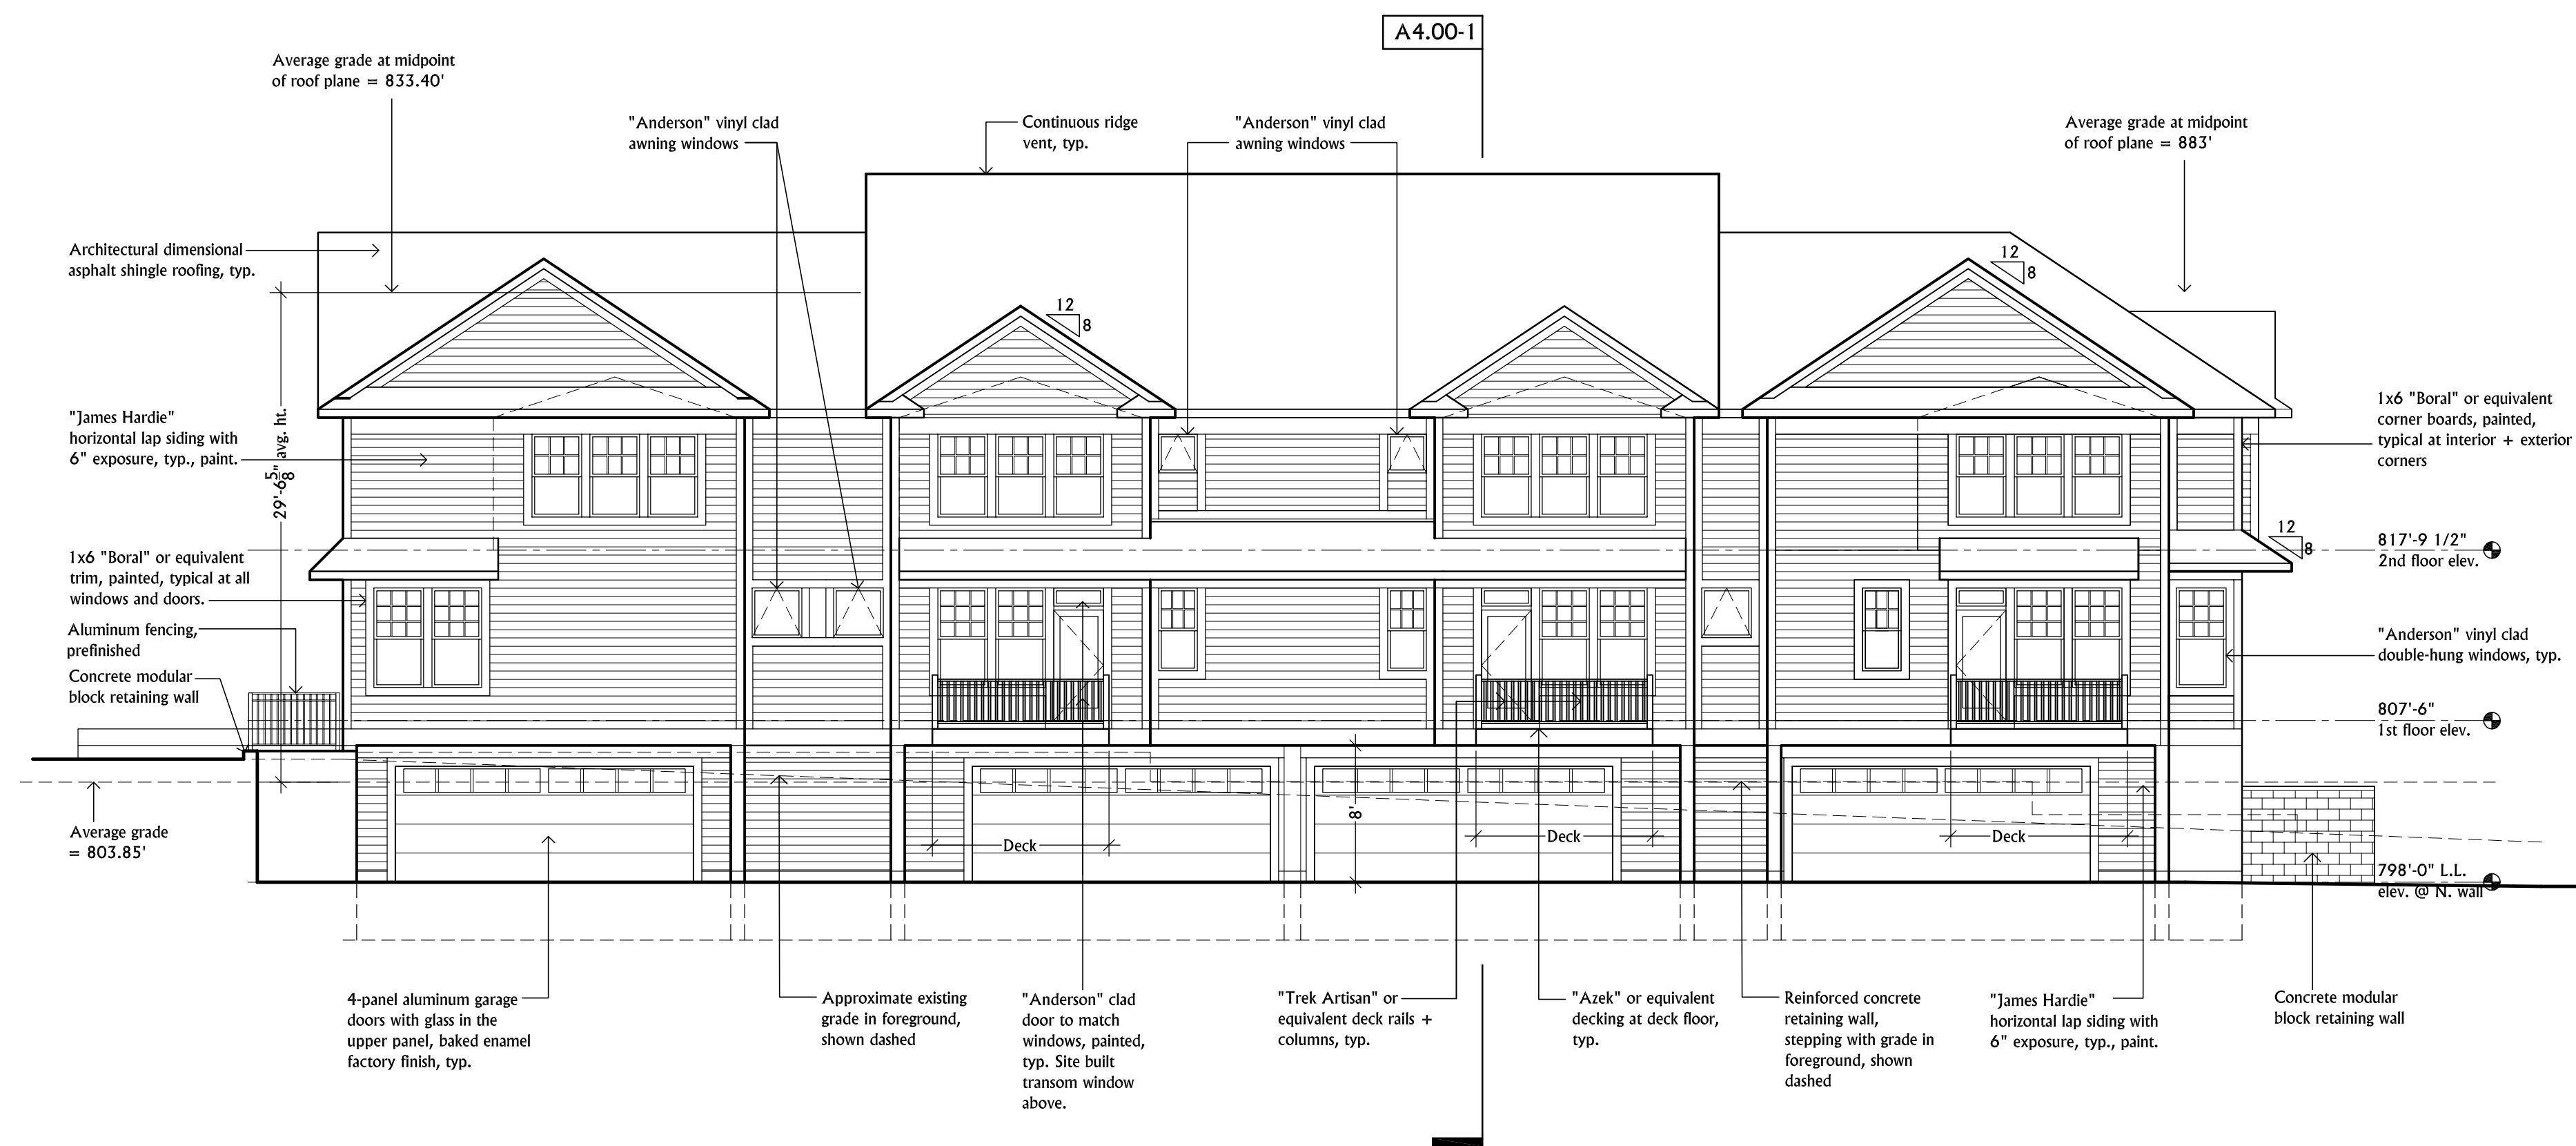 A4.00-1
Average grade at midpoint
of roof plane = 833.40'
"Anderson" vinyl clad
awning windows
Continuous ridge
vent, typ.
"Anderson" vinyl clad
awning windows
Average grade at midpoint
of roof plane = 883'
Architectural dimensional
asphalt shingle roofing, typ.
12
8
12
8
"James Hardie"
horizontal lap siding with
6" exposure, typ., paint.
29'-6 5/8" avg. ht.
1x6 "Boral" or equivalent
corner boards, painted,
typical at interior + exterior
corners
12
8
817'-9 1/2"
2nd floor elev.
1x6 "Boral" or equivalent
trim, painted, typical at all
windows and doors.
Aluminum fencing,
prefinished
Concrete modular
block retaining wall
"Anderson" vinyl clad
double-hung windows, typ.
807'-6"
1st floor elev.
Average grade
= 803.85'
8'
Deck
Deck
Deck
798'-0" L.L.
elev. @ N. wall
4-panel aluminum garage
doors with glass in the
upper panel, baked enamel
factory finish, typ.
Approximate existing
grade in foreground,
shown dashed
"Anderson" clad
door to match
windows, painted,
typ. Site built
transom window
above.
"Trek Artisan" or
equivalent deck rails +
columns, typ.
"Azek" or equivalent
decking at deck floor,
typ.
Reinforced concrete
retaining wall,
stepping with grade in
foreground, shown
dashed
"James Hardie"
horizontal lap siding with
6" exposure, typ., paint.
Concrete modular
block retaining wall